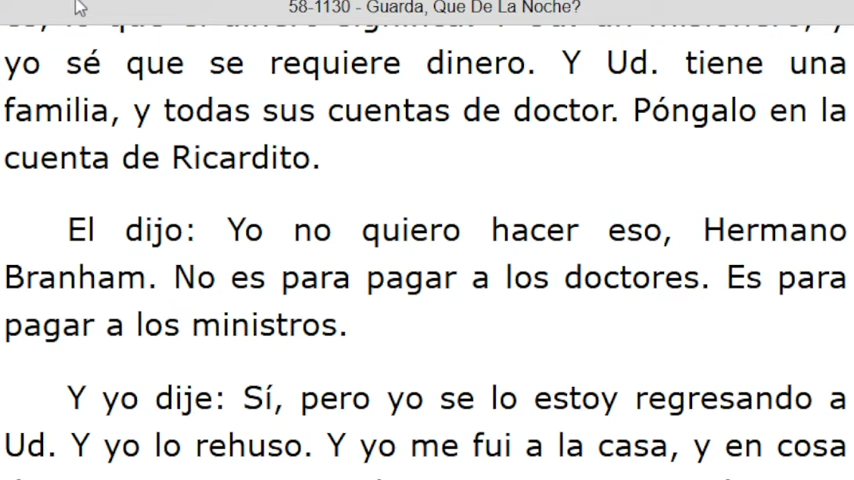 58-1130 - Guarda, Que De La Noche?
yo sé que se requiere dinero. Y Ud. tiene una
familia, y todas sus cuentas de doctor. Póngalo en la
cuenta de Ricardito.
El dijo: Yo no quiero hacer eso, Hermano
Branham. No es para pagar a los doctores. Es para
pagar a los ministros.
Y yo dije: Sí, pero yo se lo estoy regresando a
Ud. Y yo lo rehuso. Y yo me fui a la casa, y en cosa